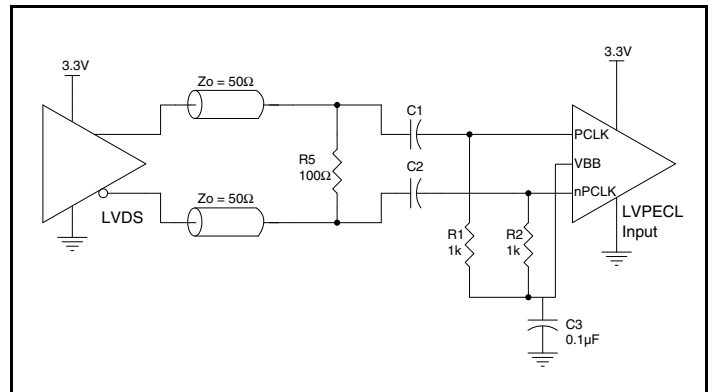 3.3V
3.3V
Zo = 50Ω
C1
PCLK
R5
100Ω
VBB
C2
nPCLK
Zo = 50Ω
LVDS
LVPECL
Input
R1
1k
R2
1k
C3
0.1µF